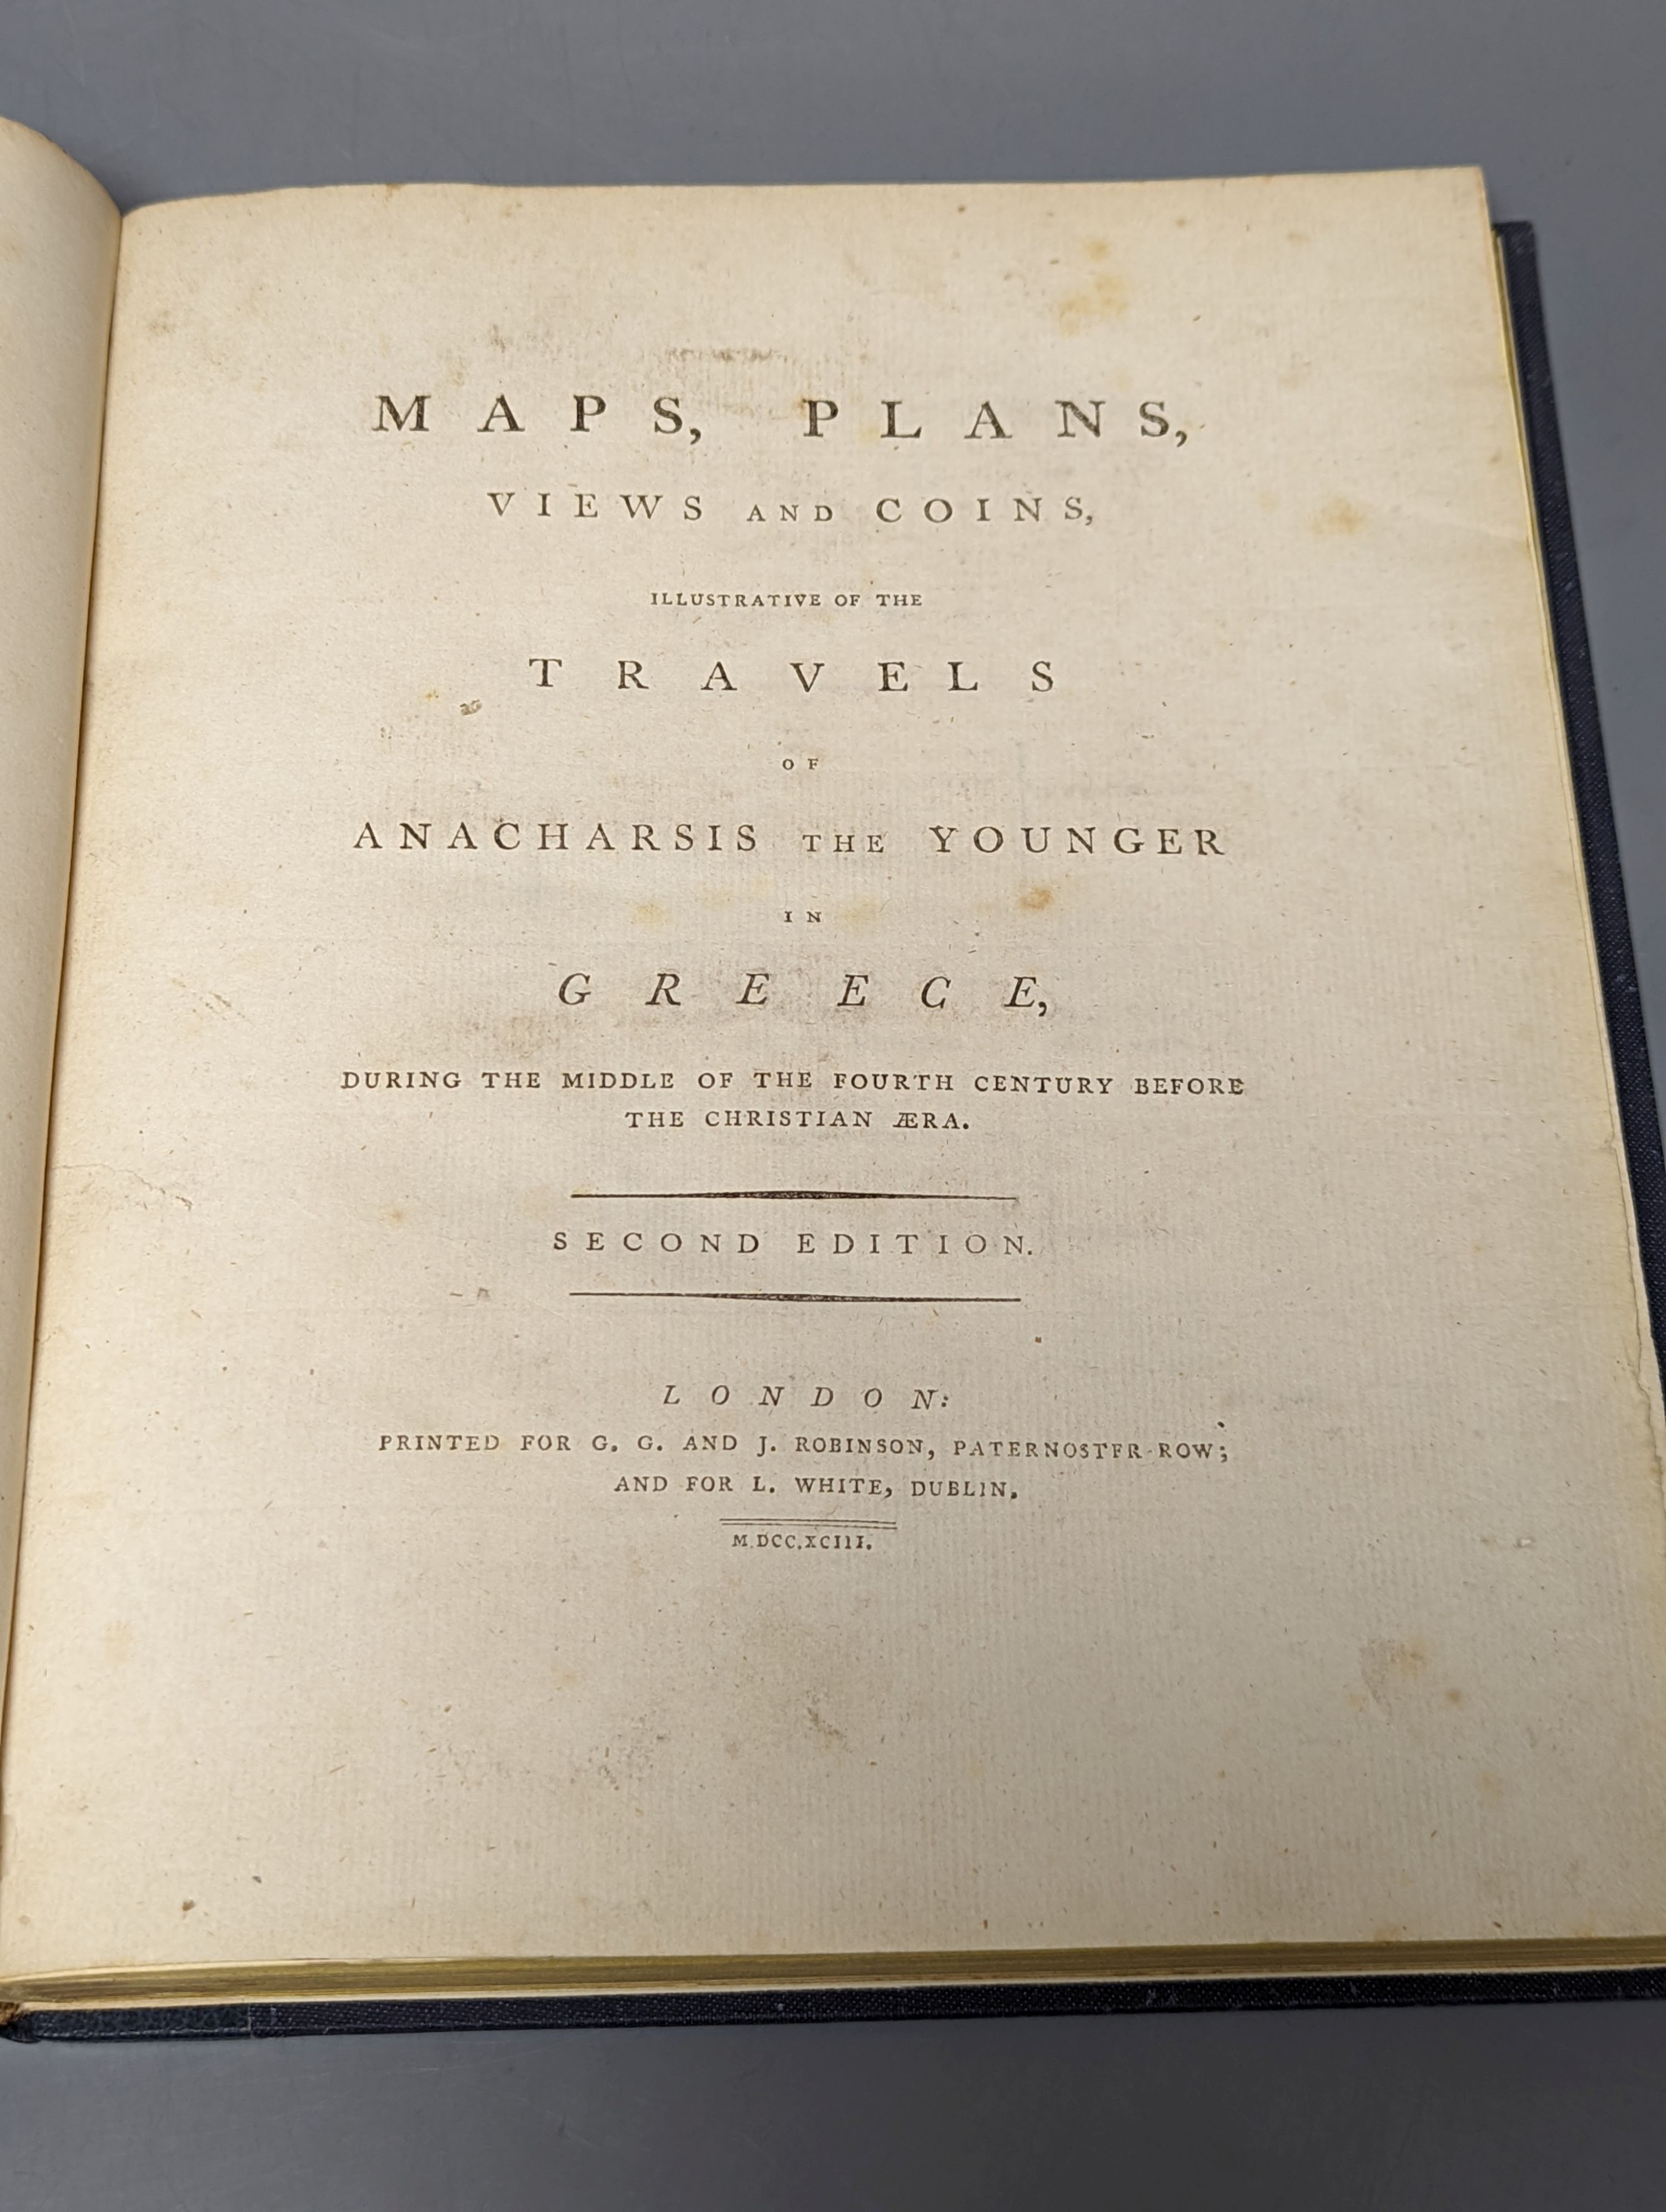 MAPS, PLANS,
VIEWS AND COINS,
ILLUSTRATIVE OF THE
TRAVELS
OF
ANACHARSIS THE YOUNGER
IN
GREECE,
DURING THE MIDDLE OF THE FOURTH CENTURY BEFORE
THE CHRISTIAN ÆRA.
SECOND EDITION.
LONDON:
PRINTED FOR G. G. AND J. ROBINSON, PATERNOSTER-ROW;
AND FOR L. WHITE, DUBLIN.
M.DCC.XCIII.